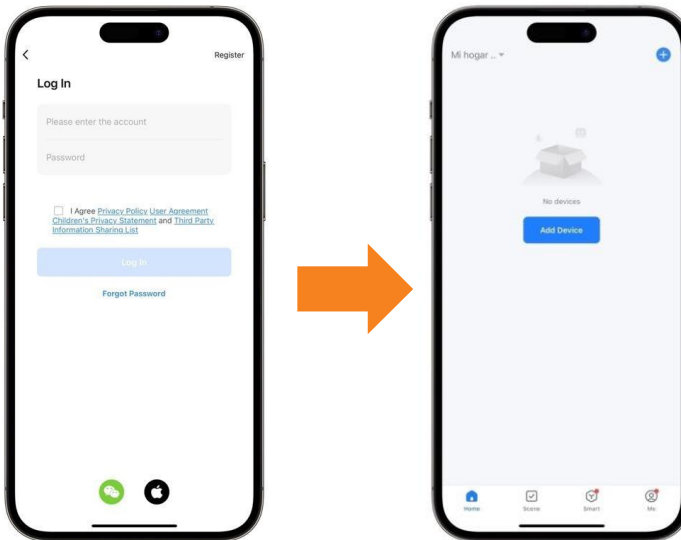 Register
Log In
Please enter the account
Password
I Agree Privacy Policy User Agreement
Children's Privacy Statement and Third Party
Information Sharing List
Log In
Forgot Password
Mi hogar ..
No devices
Add Device
Home
Scene
Smart
Me